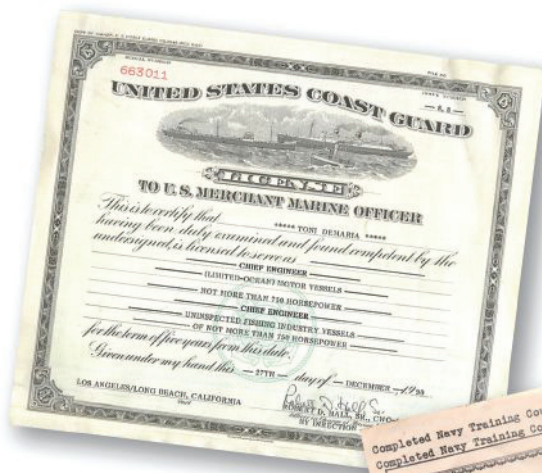 663011
UNITED STATES COAST GUARD
LICENSE
TO U.S. MERCHANT MARINE OFFICER
This is to certify that ***** TONI DEMARIA *****
having been duly examined and found competent by the
undersigned, is licensed to serve as
CHIEF ENGINEER
(LIMITED-OCEAN) MOTOR VESSELS
NOT MORE THAN 750 HORSEPOWER
CHIEF ENGINEER
UNINSPECTED FISHING INDUSTRY VESSELS
OF NOT MORE THAN 750 HORSEPOWER
for the term of five years from this date.
Given under my hand this — 27TH — day of — DECEMBER —, 19
LOS ANGELES/LONG BEACH, CALIFORNIA
ROBERT D. HALL, SR.,
BY DIRECTION
Completed Navy Training
Completed Navy Training